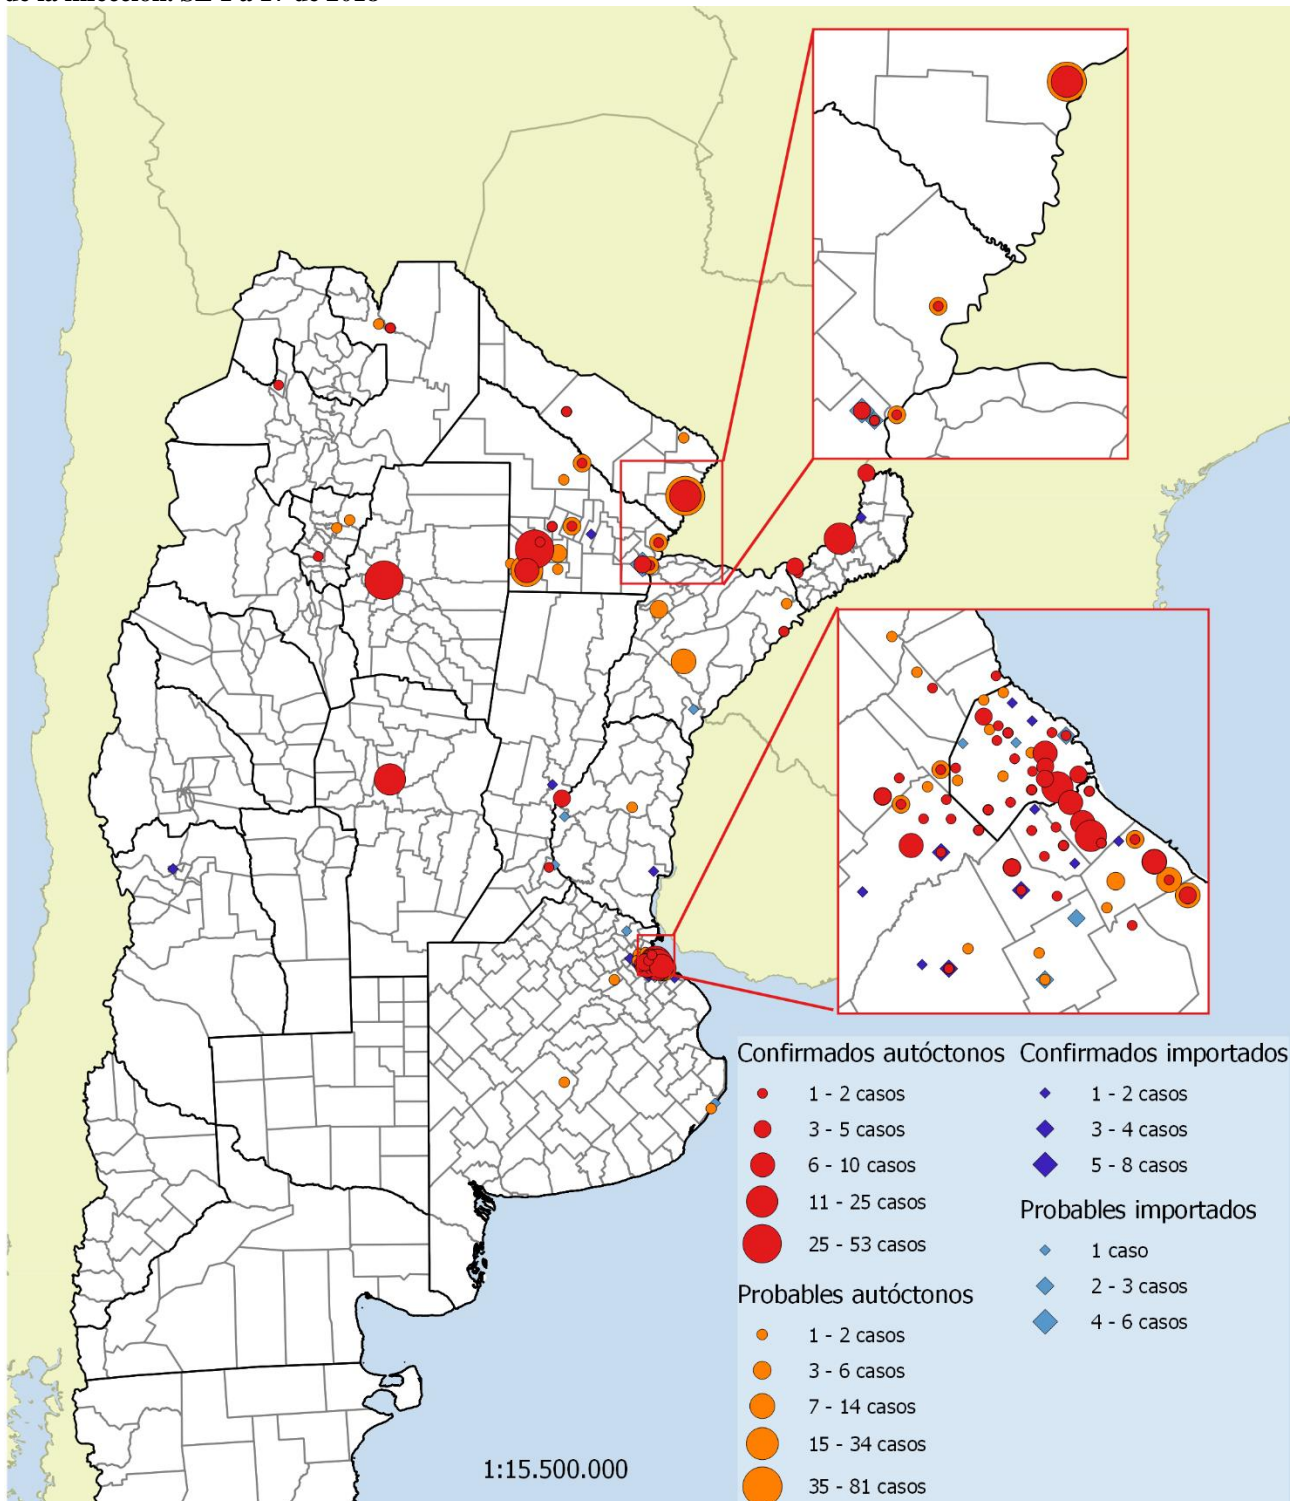 Confirmados autóctonos
1 - 2 casos
3 - 5 casos
6 - 10 casos
11 - 25 casos
25 - 53 casos
Probables autóctonos
1 - 2 casos
3 - 6 casos
7 - 14 casos
15 - 34 casos
35 - 81 casos
Confirmados importados
1 - 2 casos
3 - 4 casos
5 - 8 casos
Probables importados
1 caso
2 - 3 casos
4 - 6 casos
1:15.500.000